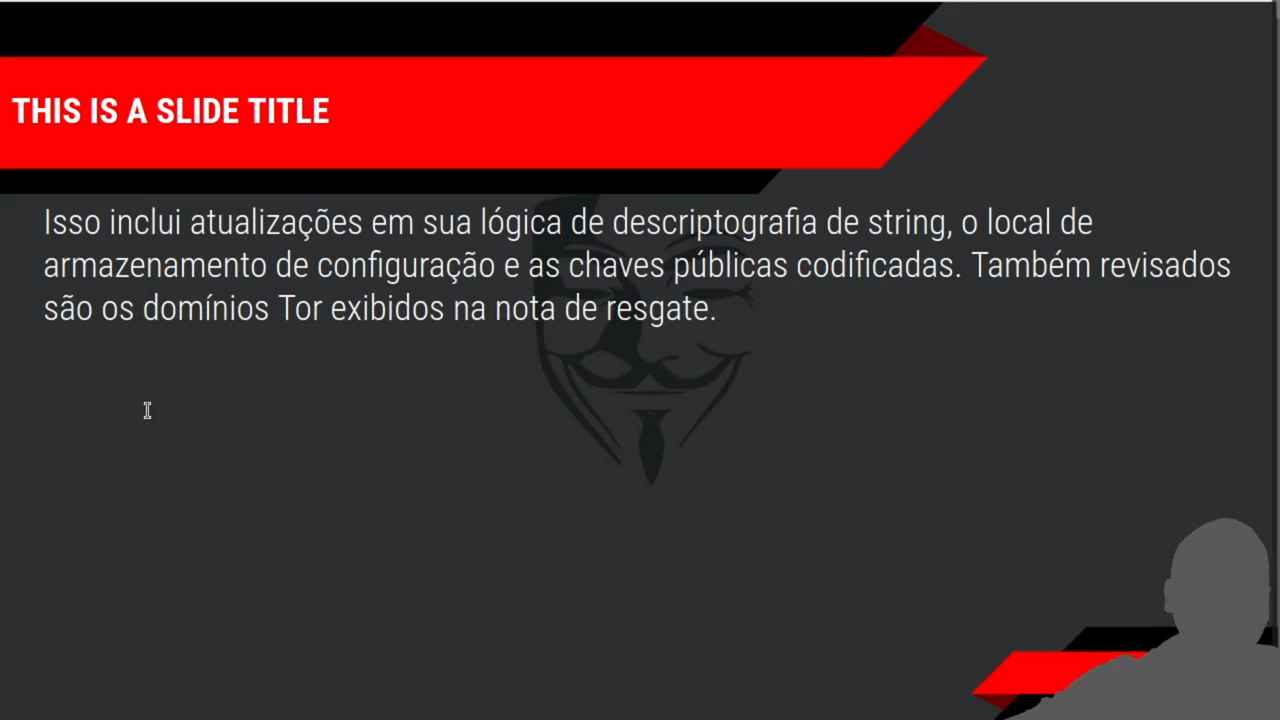 THIS IS A SLIDE TITLE
Isso inclui atualizações em sua lógica de descriptografia de string, o local de
armazenamento de configuração e as chaves públicas codificadas. Também revisados
são os domínios Tor exibidos na nota de resgate.